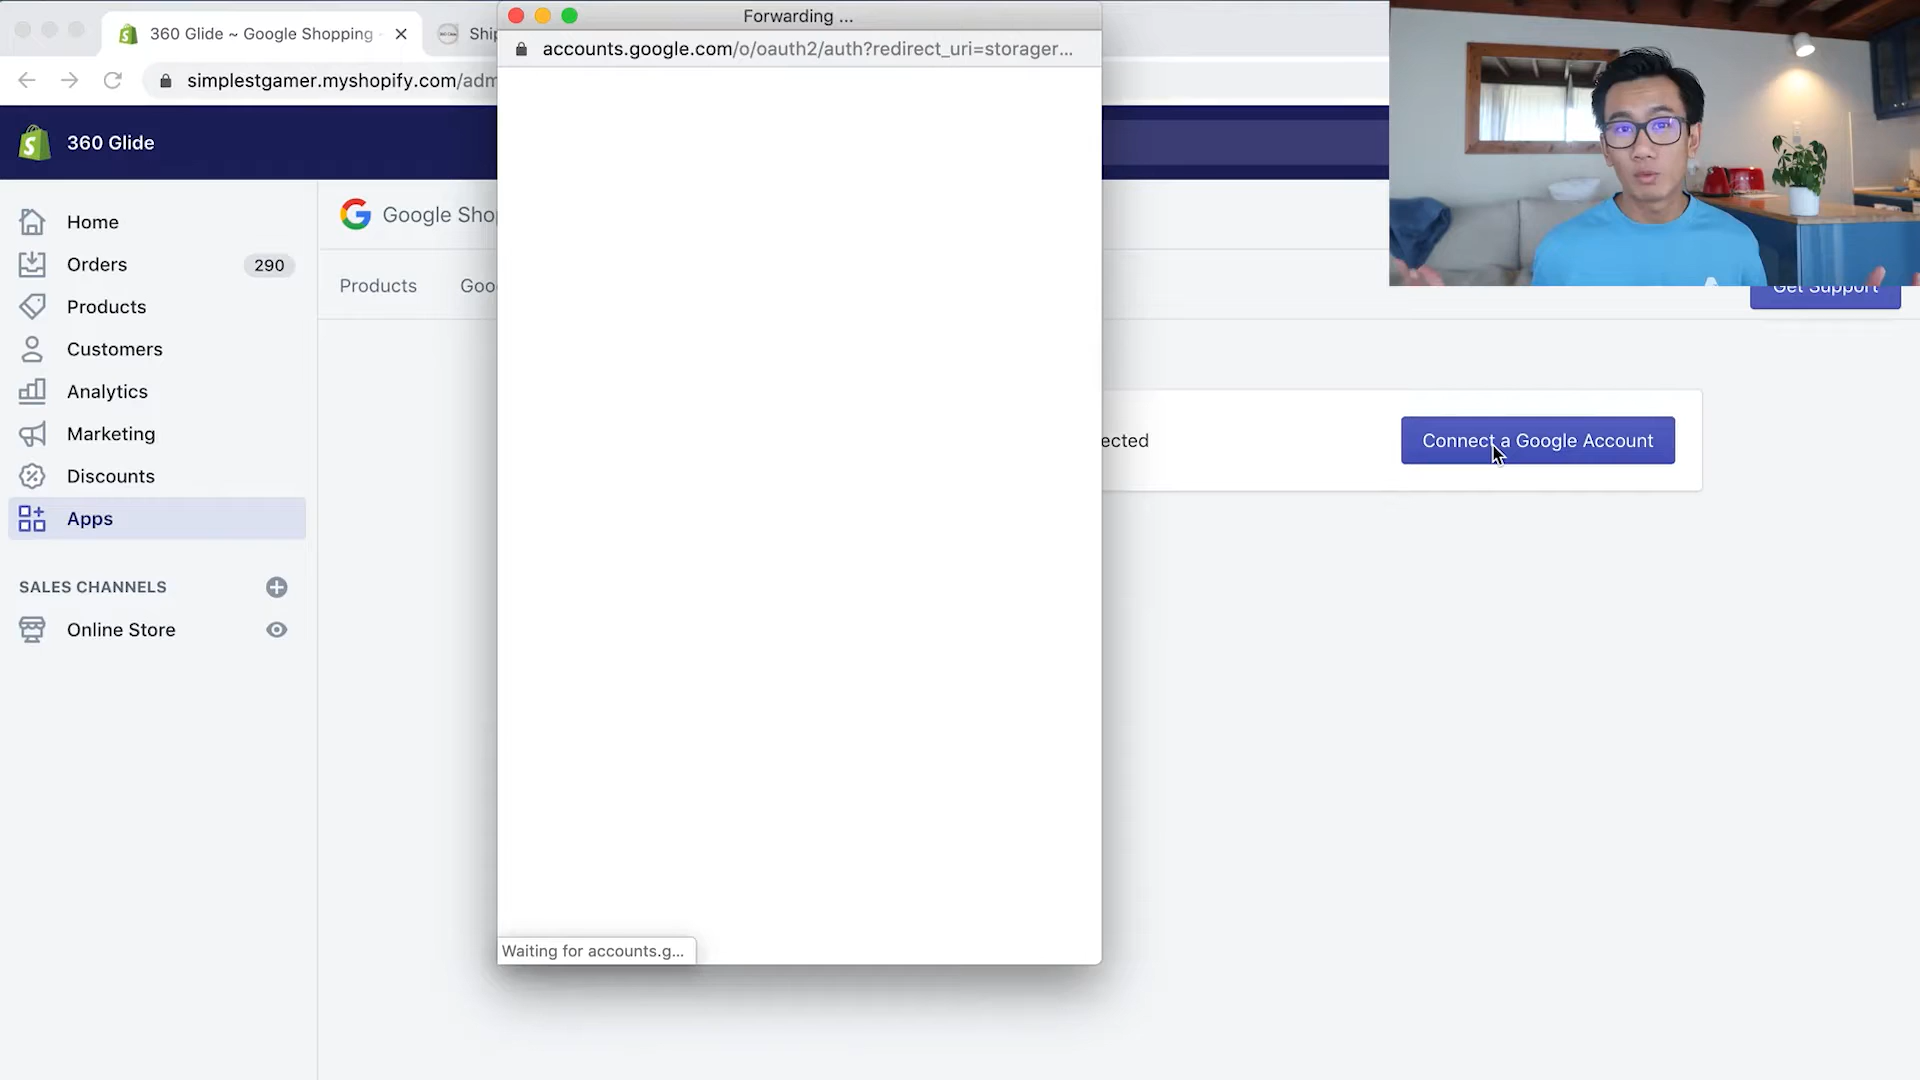 Forwarding ...
360 Glide ~ Google Shopping
accounts.google.com/o/oauth2/auth?redirect_uri=storager...
simplestgamer.myshopify.com/adm
360 Glide
Home
Google Sho
Orders 290
Products
Goo
Get Support
Products
Customers
Analytics
ected
Connect a Google Account
Marketing
Discounts
Apps
SALES CHANNELS
Online Store
Waiting for accounts.g...